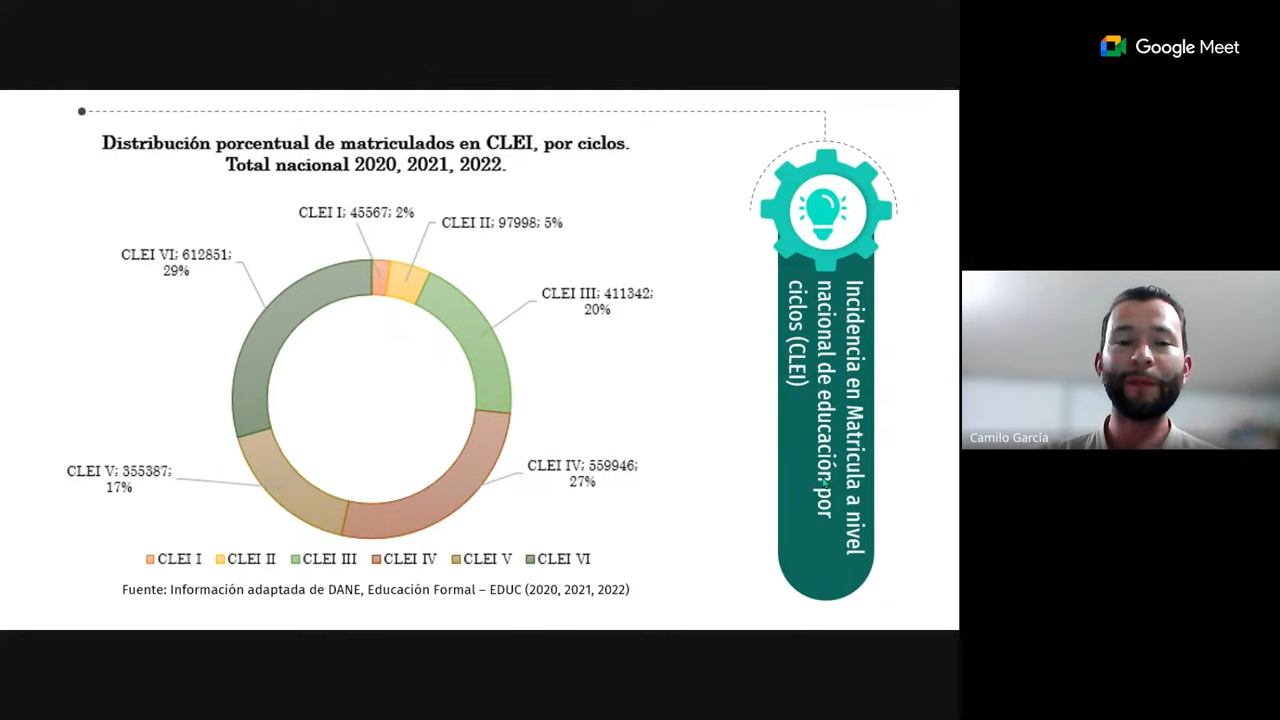 Google Meet
Distribución porcentual de matriculados en CLEI, por ciclos.
Total nacional 2020, 2021, 2022.
CLEI I; 45567; 2%
CLEI II; 97998; 5%
CLEI VI; 612851;
29%
CLEI III; 411342;
20%
CLEI V; 355387;
17%
CLEI IV; 559946;
27%
CLEI I CLEI II CLEI III CLEI IV CLEI V CLEI VI
Fuente: Información adaptada de DANE, Educación Formal – EDUC (2020, 2021, 2022)
Incidencia en Matricula a nivel
nacional de educación por
ciclos (CLEI)
Camilo García